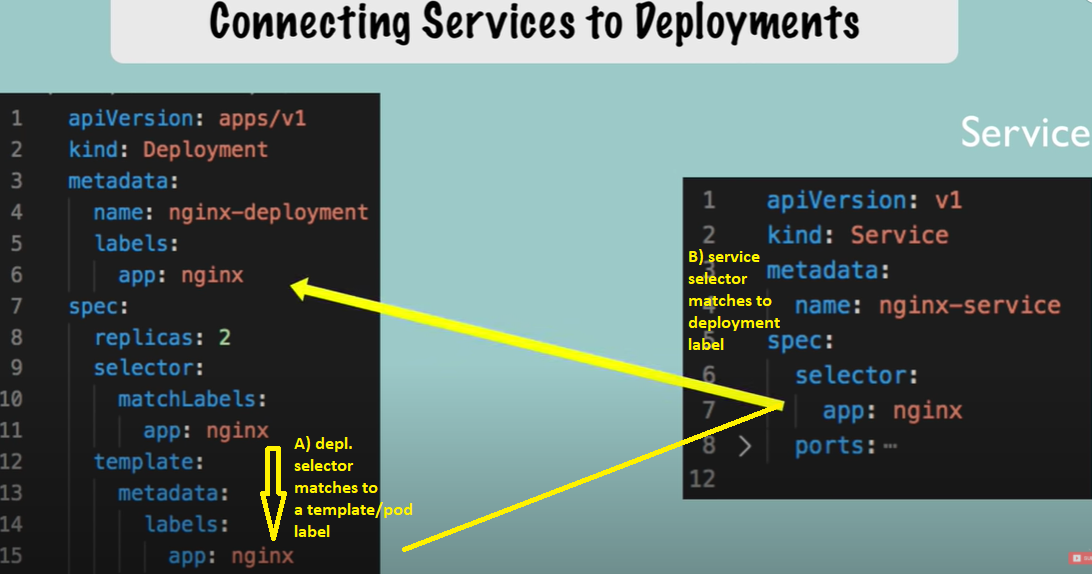 Connecting Services to Deployments
1 apiVersion: apps/v1
2 kind: Deployment
3 metadata:
4 name: nginx-deployment
5 labels:
6 app: nginx
7 spec:
8 replicas: 2
9 selector:
10 matchLabels:
11 app: nginx
12 template:
13 metadata:
14 labels:
15 app: nginx
A) depl.
selector
matches to
a template/pod
label
Service
1 apiVersion: v1
2 kind: Service
3 metadata:
4 name: nginx-service
5 spec:
6 selector:
7 app: nginx
8 > ports: ⋯
12
B) service
selector
matches to
deployment
label